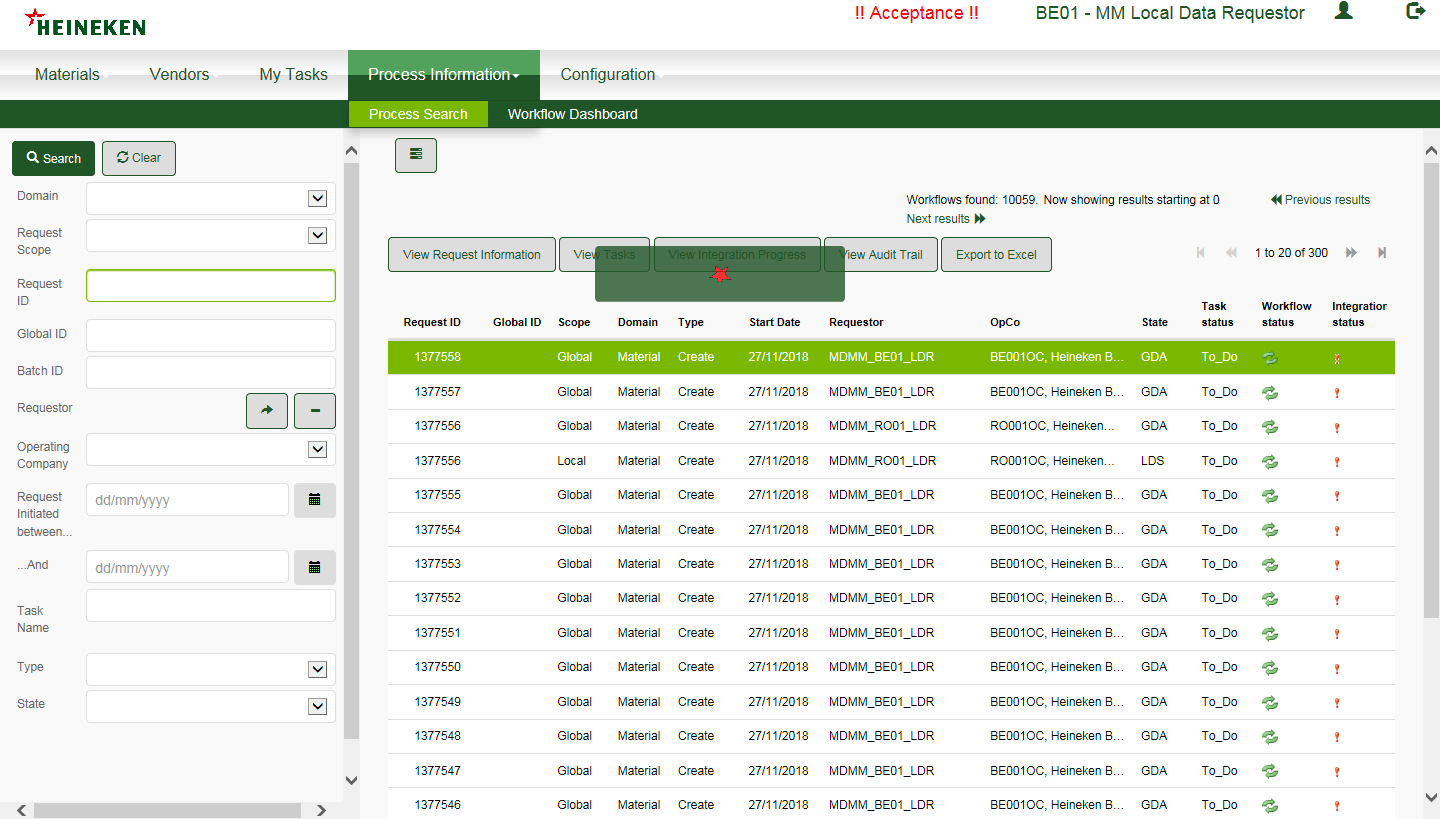 HEINEKEN
!! Acceptance !!
BE01 - MM Local Data Requestor
Materials
Vendors
My Tasks
Process Information
Configuration
Process Search
Workflow Dashboard
Search
Clear
Domain
Request
Scope
Request
ID
Global ID
Batch ID
Requestor
Operating
Company
Request
Initiated
between...
dd/mm/yyyy
...And
dd/mm/yyyy
Task
Name
Type
State
Workflows found: 10059. Now showing results starting at 0
Previous results
Next results
View Request Information
View Tasks
View Integration Progress
View Audit Trail
Export to Excel
1 to 20 of 300
Request ID Global ID Scope Domain Type Start Date Requestor OpCo State Task status Workflow status Integration status
1377558 Global Material Create 27/11/2018 MDMM_BE01_LDR BE001OC, Heineken B... GDA To_Do
1377557 Global Material Create 27/11/2018 MDMM_BE01_LDR BE001OC, Heineken B... GDA To_Do
1377556 Global Material Create 27/11/2018 MDMM_RO01_LDR RO001OC, Heineken... GDA To_Do
1377556 Local Material Create 27/11/2018 MDMM_RO01_LDR RO001OC, Heineken... LDS To_Do
1377555 Global Material Create 27/11/2018 MDMM_BE01_LDR BE001OC, Heineken B... GDA To_Do
1377554 Global Material Create 27/11/2018 MDMM_BE01_LDR BE001OC, Heineken B... GDA To_Do
1377553 Global Material Create 27/11/2018 MDMM_BE01_LDR BE001OC, Heineken B... GDA To_Do
1377552 Global Material Create 27/11/2018 MDMM_BE01_LDR BE001OC, Heineken B... GDA To_Do
1377551 Global Material Create 27/11/2018 MDMM_BE01_LDR BE001OC, Heineken B... GDA To_Do
1377550 Global Material Create 27/11/2018 MDMM_BE01_LDR BE001OC, Heineken B... GDA To_Do
1377549 Global Material Create 27/11/2018 MDMM_BE01_LDR BE001OC, Heineken B... GDA To_Do
1377548 Global Material Create 27/11/2018 MDMM_BE01_LDR BE001OC, Heineken B... GDA To_Do
1377547 Global Material Create 27/11/2018 MDMM_BE01_LDR BE001OC, Heineken B... GDA To_Do
1377546 Global Material Create 27/11/2018 MDMM_BE01_LDR BE001OC, Heineken B... GDA To_Do